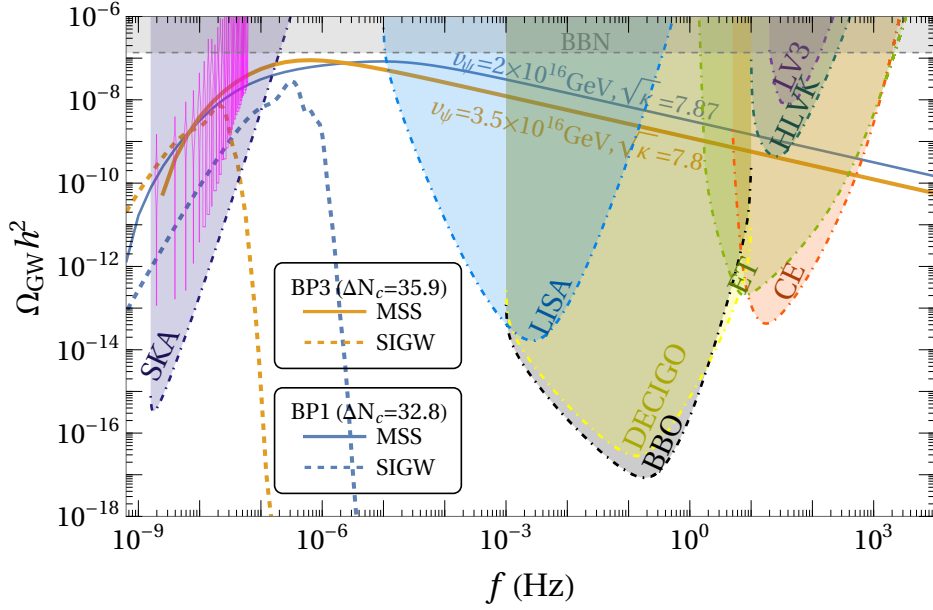 10⁻⁶
10⁻⁸
10⁻¹⁰
10⁻¹²
10⁻¹⁴
10⁻¹⁶
10⁻¹⁸
Ω_GW h²
BBN
v_ψ=2×10¹⁶GeV,√κ=7.87
v_ψ=3.5×10¹⁶GeV,√κ=7.8
LV3
HLVK
ET
CE
SKA
LISA
DECIGO
BBO
BP3 (ΔN_c=35.9)
MSS
SIGW
BP1 (ΔN_c=32.8)
MSS
SIGW
10⁻⁹
10⁻⁶
10⁻³
10⁰
10³
f (Hz)